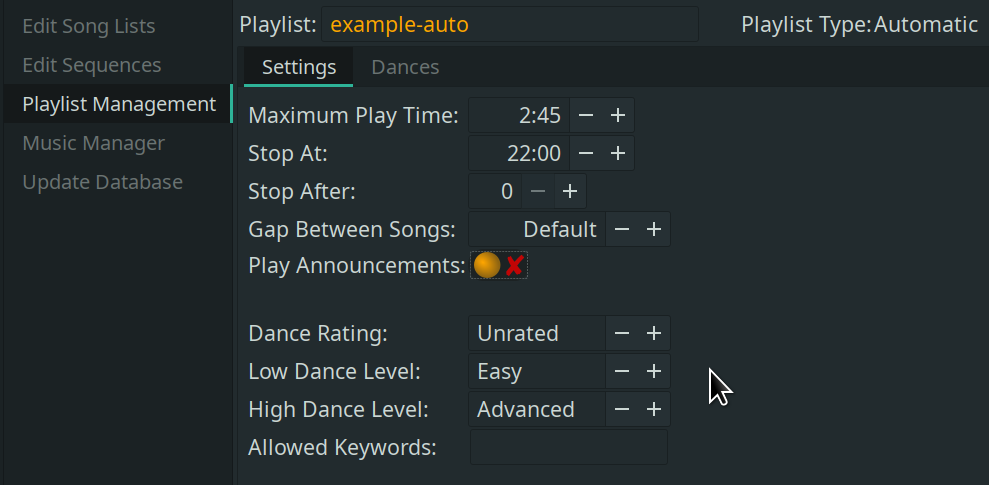 Edit Song Lists
Edit Sequences
Playlist Management
Music Manager
Update Database
Playlist: example-auto Playlist Type: Automatic
Settings Dances
Maximum Play Time: 2:45 − +
Stop At: 22:00 − +
Stop After: 0 − +
Gap Between Songs: Default − +
Play Announcements: ✘
Dance Rating: Unrated − +
Low Dance Level: Easy − +
High Dance Level: Advanced − +
Allowed Keywords: